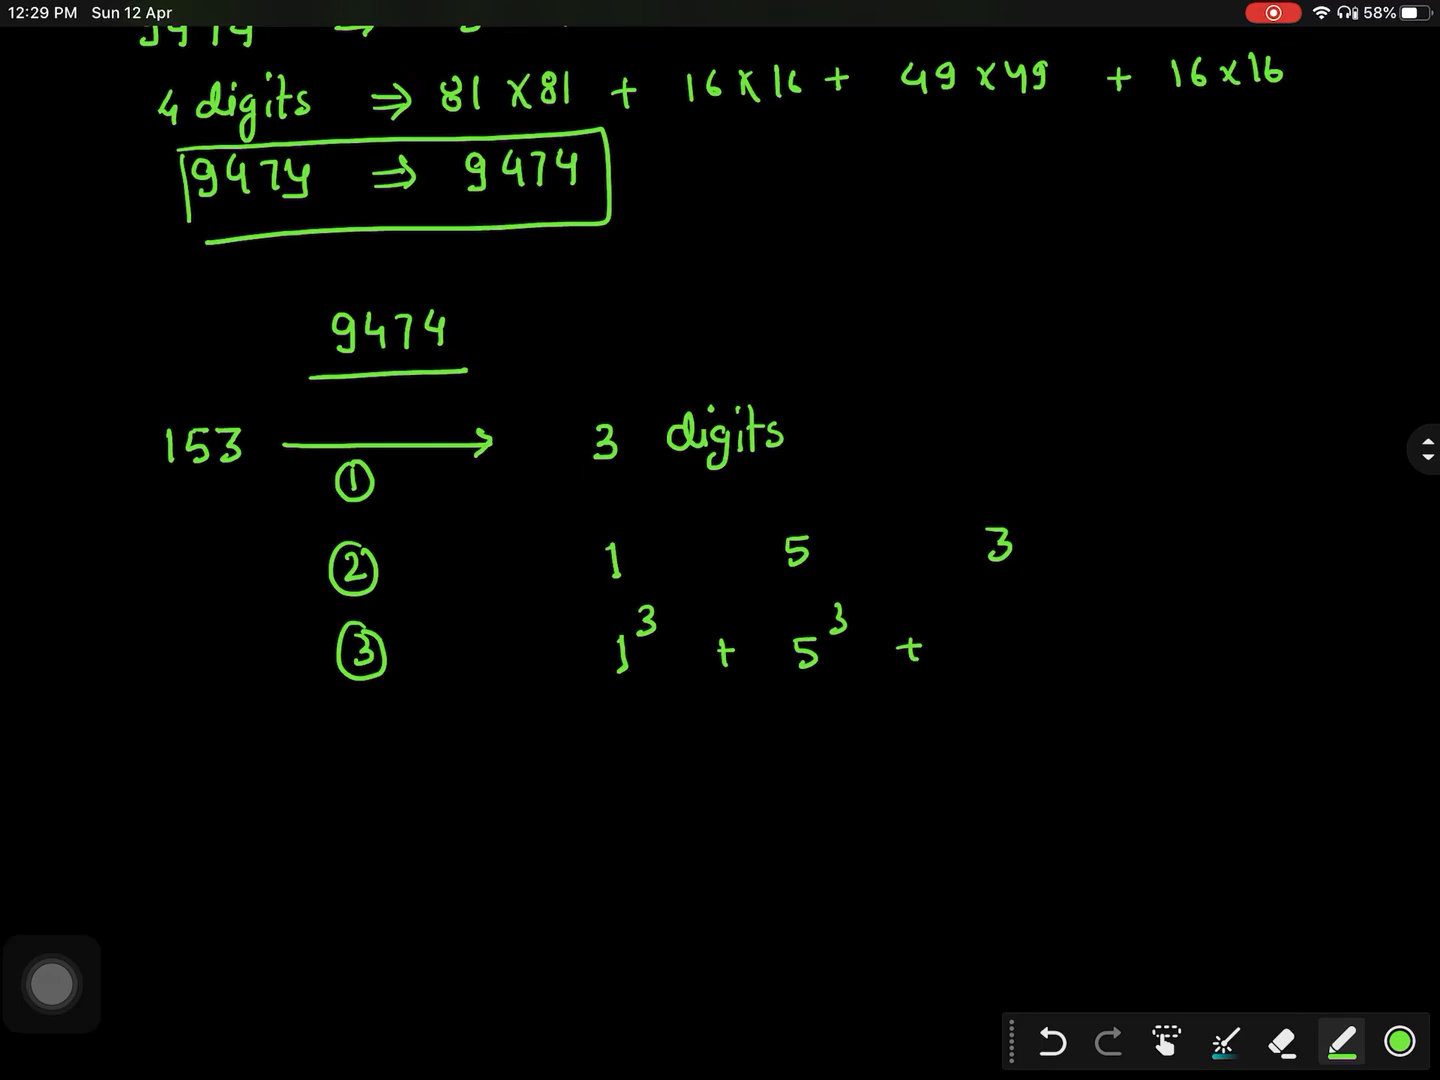 12:29 PM Sun 12 Apr 58%
4 digits ⇒ 81 x 81 + 16 x 16 + 49 x 49 + 16 x 16
9474 ⇒ 9474
9474
153 → 3 digits
①
② 1 5 3
③ 1³ + 5³ +